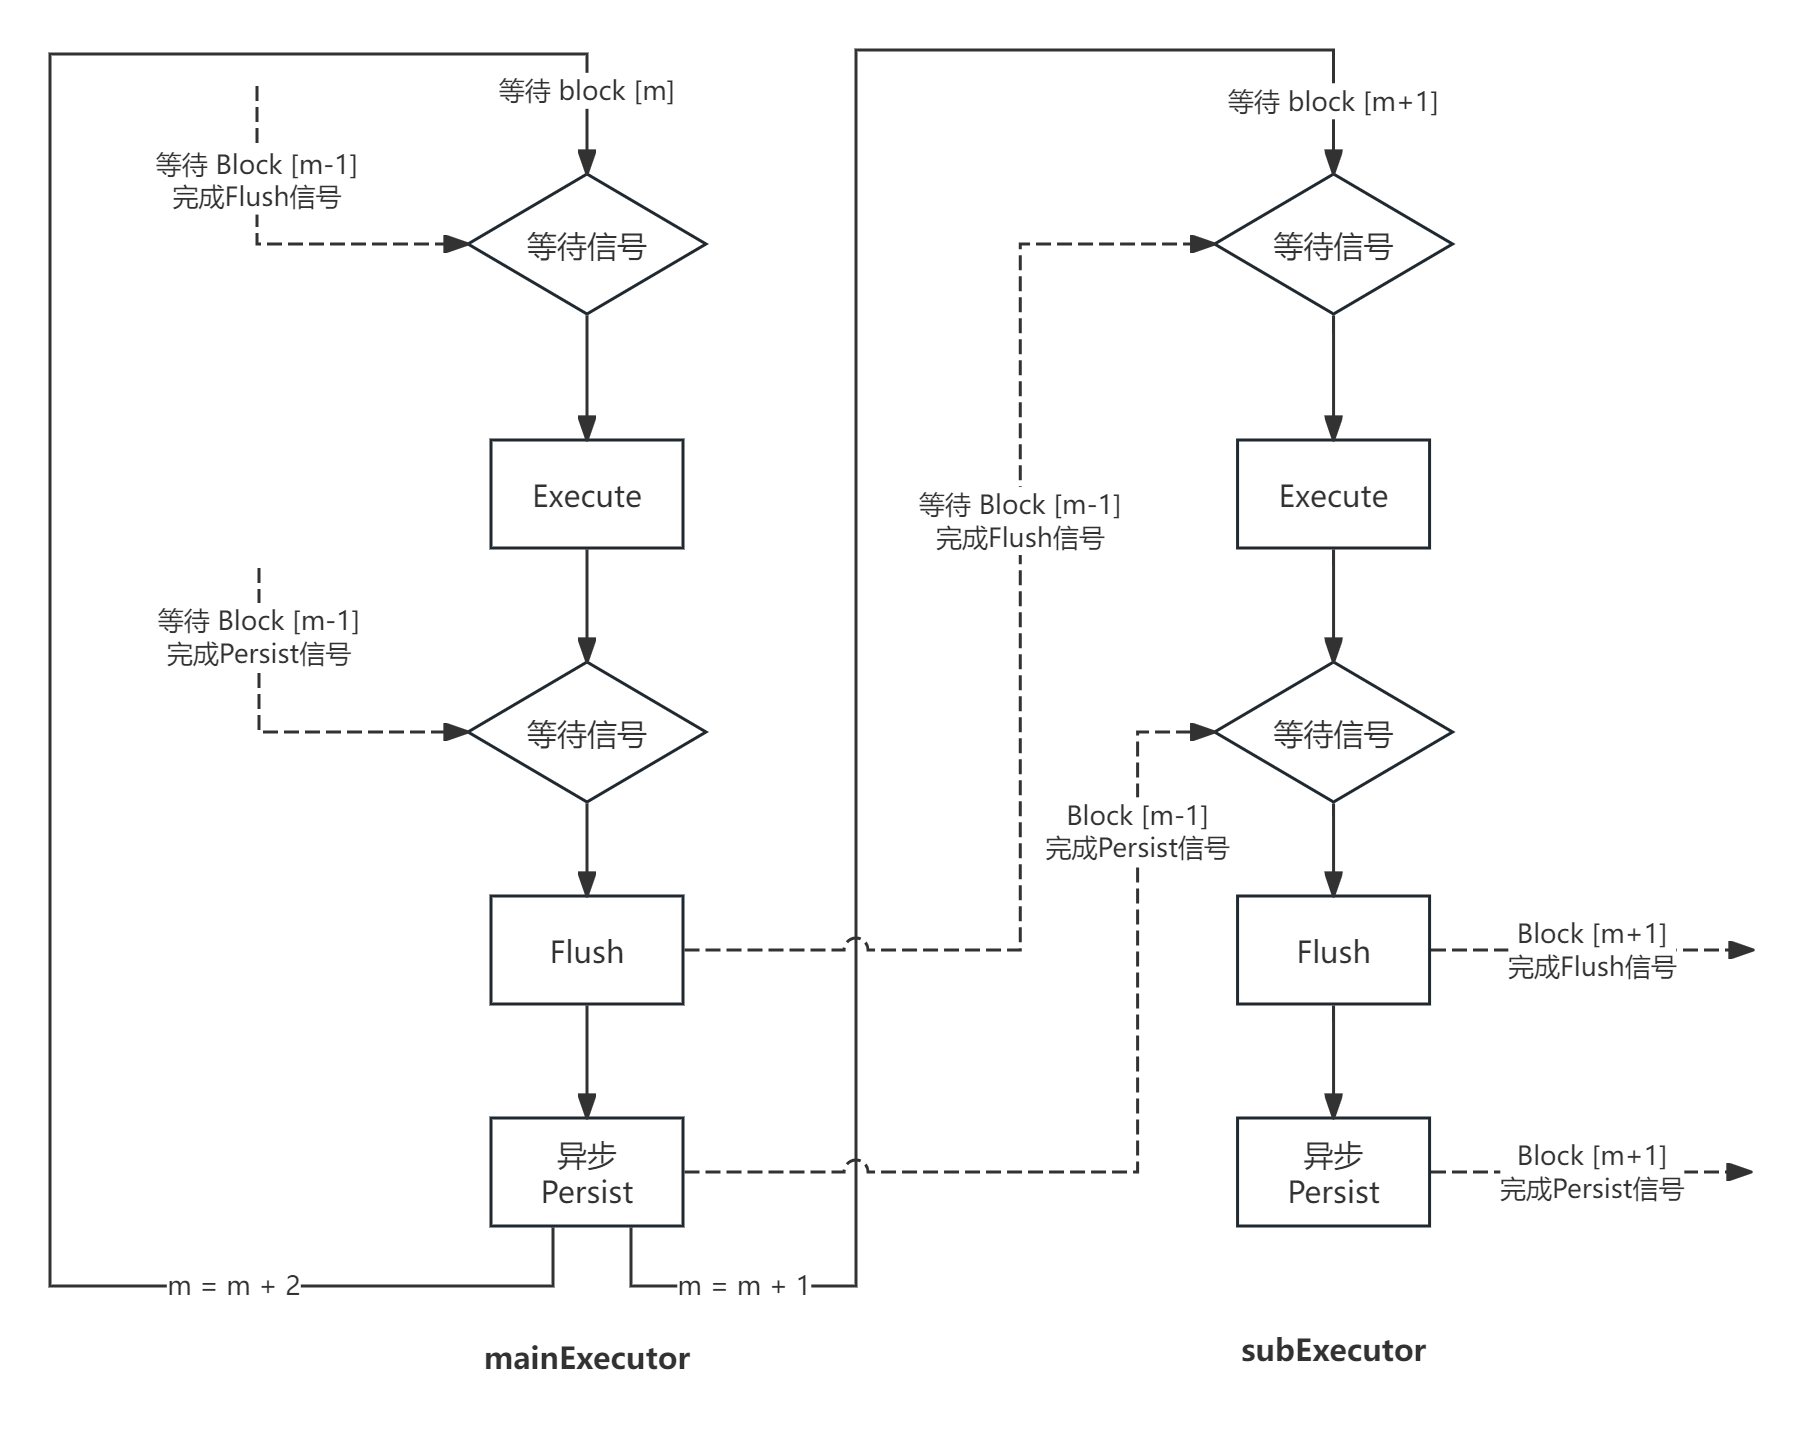 等待 block [m]
等待 Block [m-1]
完成Flush信号
等待信号
Execute
等待 Block [m-1]
完成Persist信号
等待信号
Flush
异步
Persist
m = m + 2
m = m + 1
mainExecutor
等待 block [m+1]
等待信号
等待 Block [m-1]
完成Flush信号
Execute
等待信号
Block [m-1]
完成Persist信号
Flush
Block [m+1]
完成Flush信号
异步
Persist
Block [m+1]
完成Persist信号
subExecutor